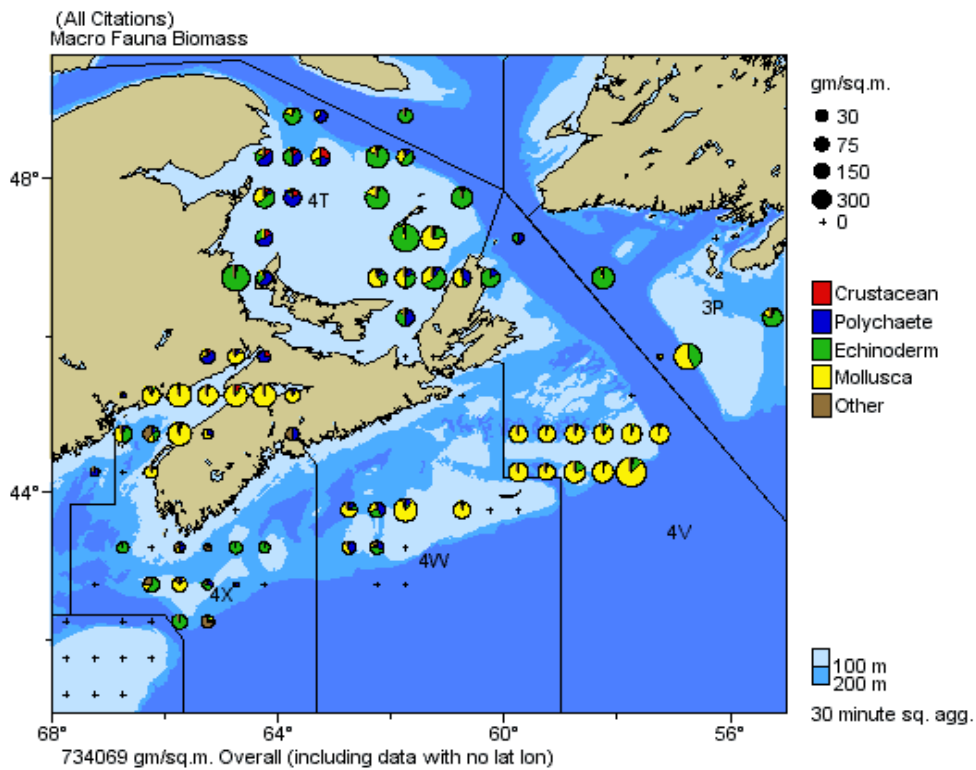 (All Citations)
Macro Fauna Biomass
gm/sq.m.
30
75
150
300
0
48°
4T
Crustacean
Polychaete
3P
Echinoderm
Mollusca
Other
44°
4V
4W
4X
100 m
200 m
30 minute sq. agg.
68° 64° 60° 56°
734069 gm/sq.m. Overall (including data with no lat lon)